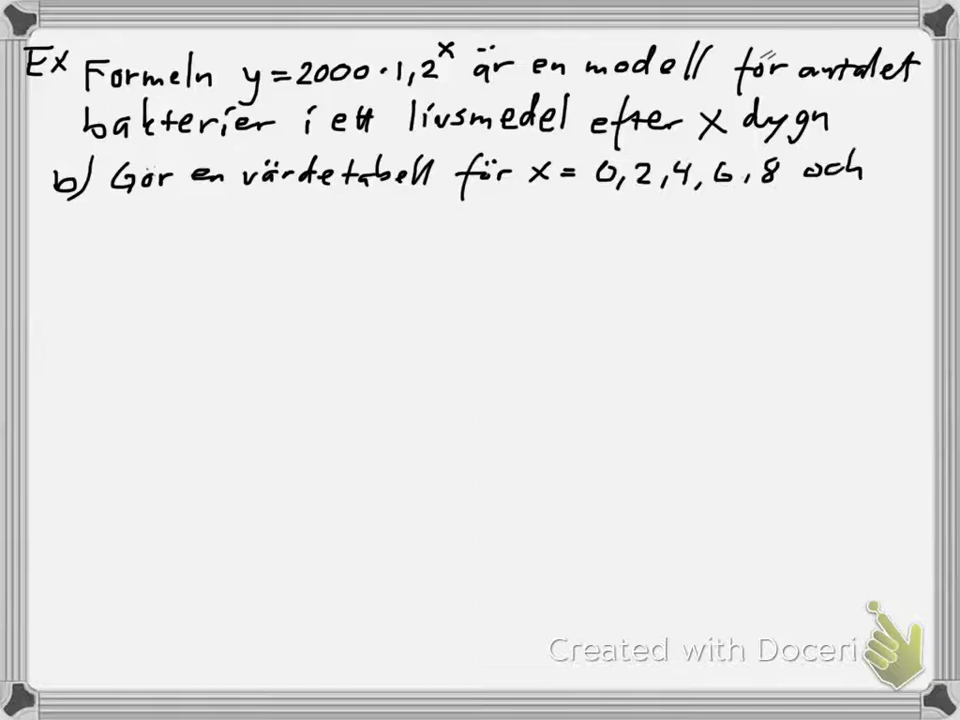 Ex Formeln y = 2000 · 1,2^x är en modell för antalet
bakterier i ett livsmedel efter x dygn
b) Gör en värdetabell för x = 0, 2, 4, 6, 8 och
Created with Doceri